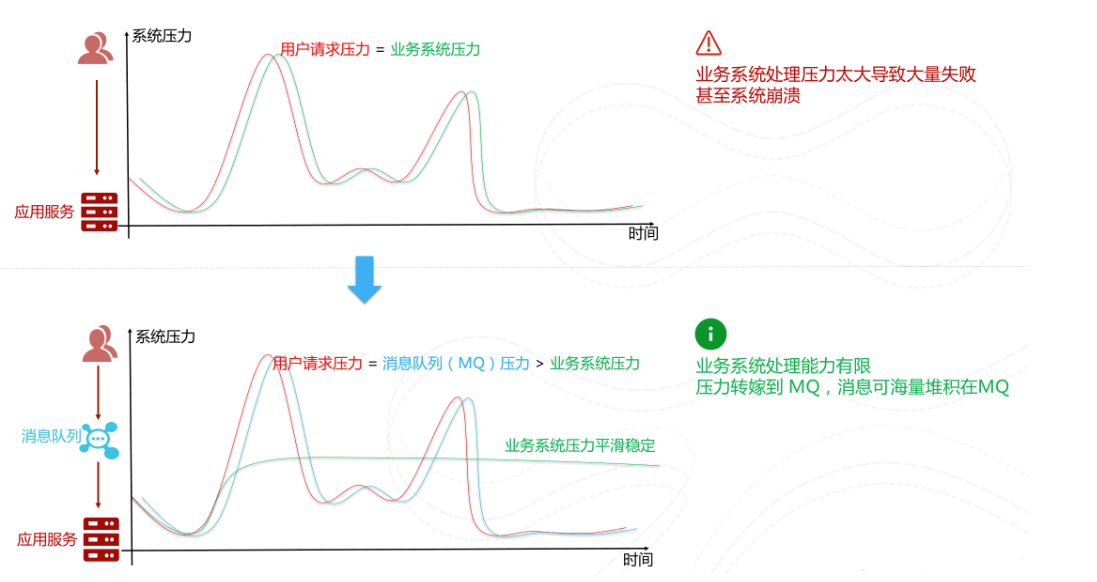 系统压力
用户请求压力 = 业务系统压力
业务系统处理压力太大导致大量失败
甚至系统崩溃
应用服务
时间
系统压力
用户请求压力 = 消息队列（MQ）压力 > 业务系统压力
业务系统处理能力有限
压力转嫁到 MQ，消息可海量堆积在MQ
消息队列
业务系统压力平滑稳定
应用服务
时间